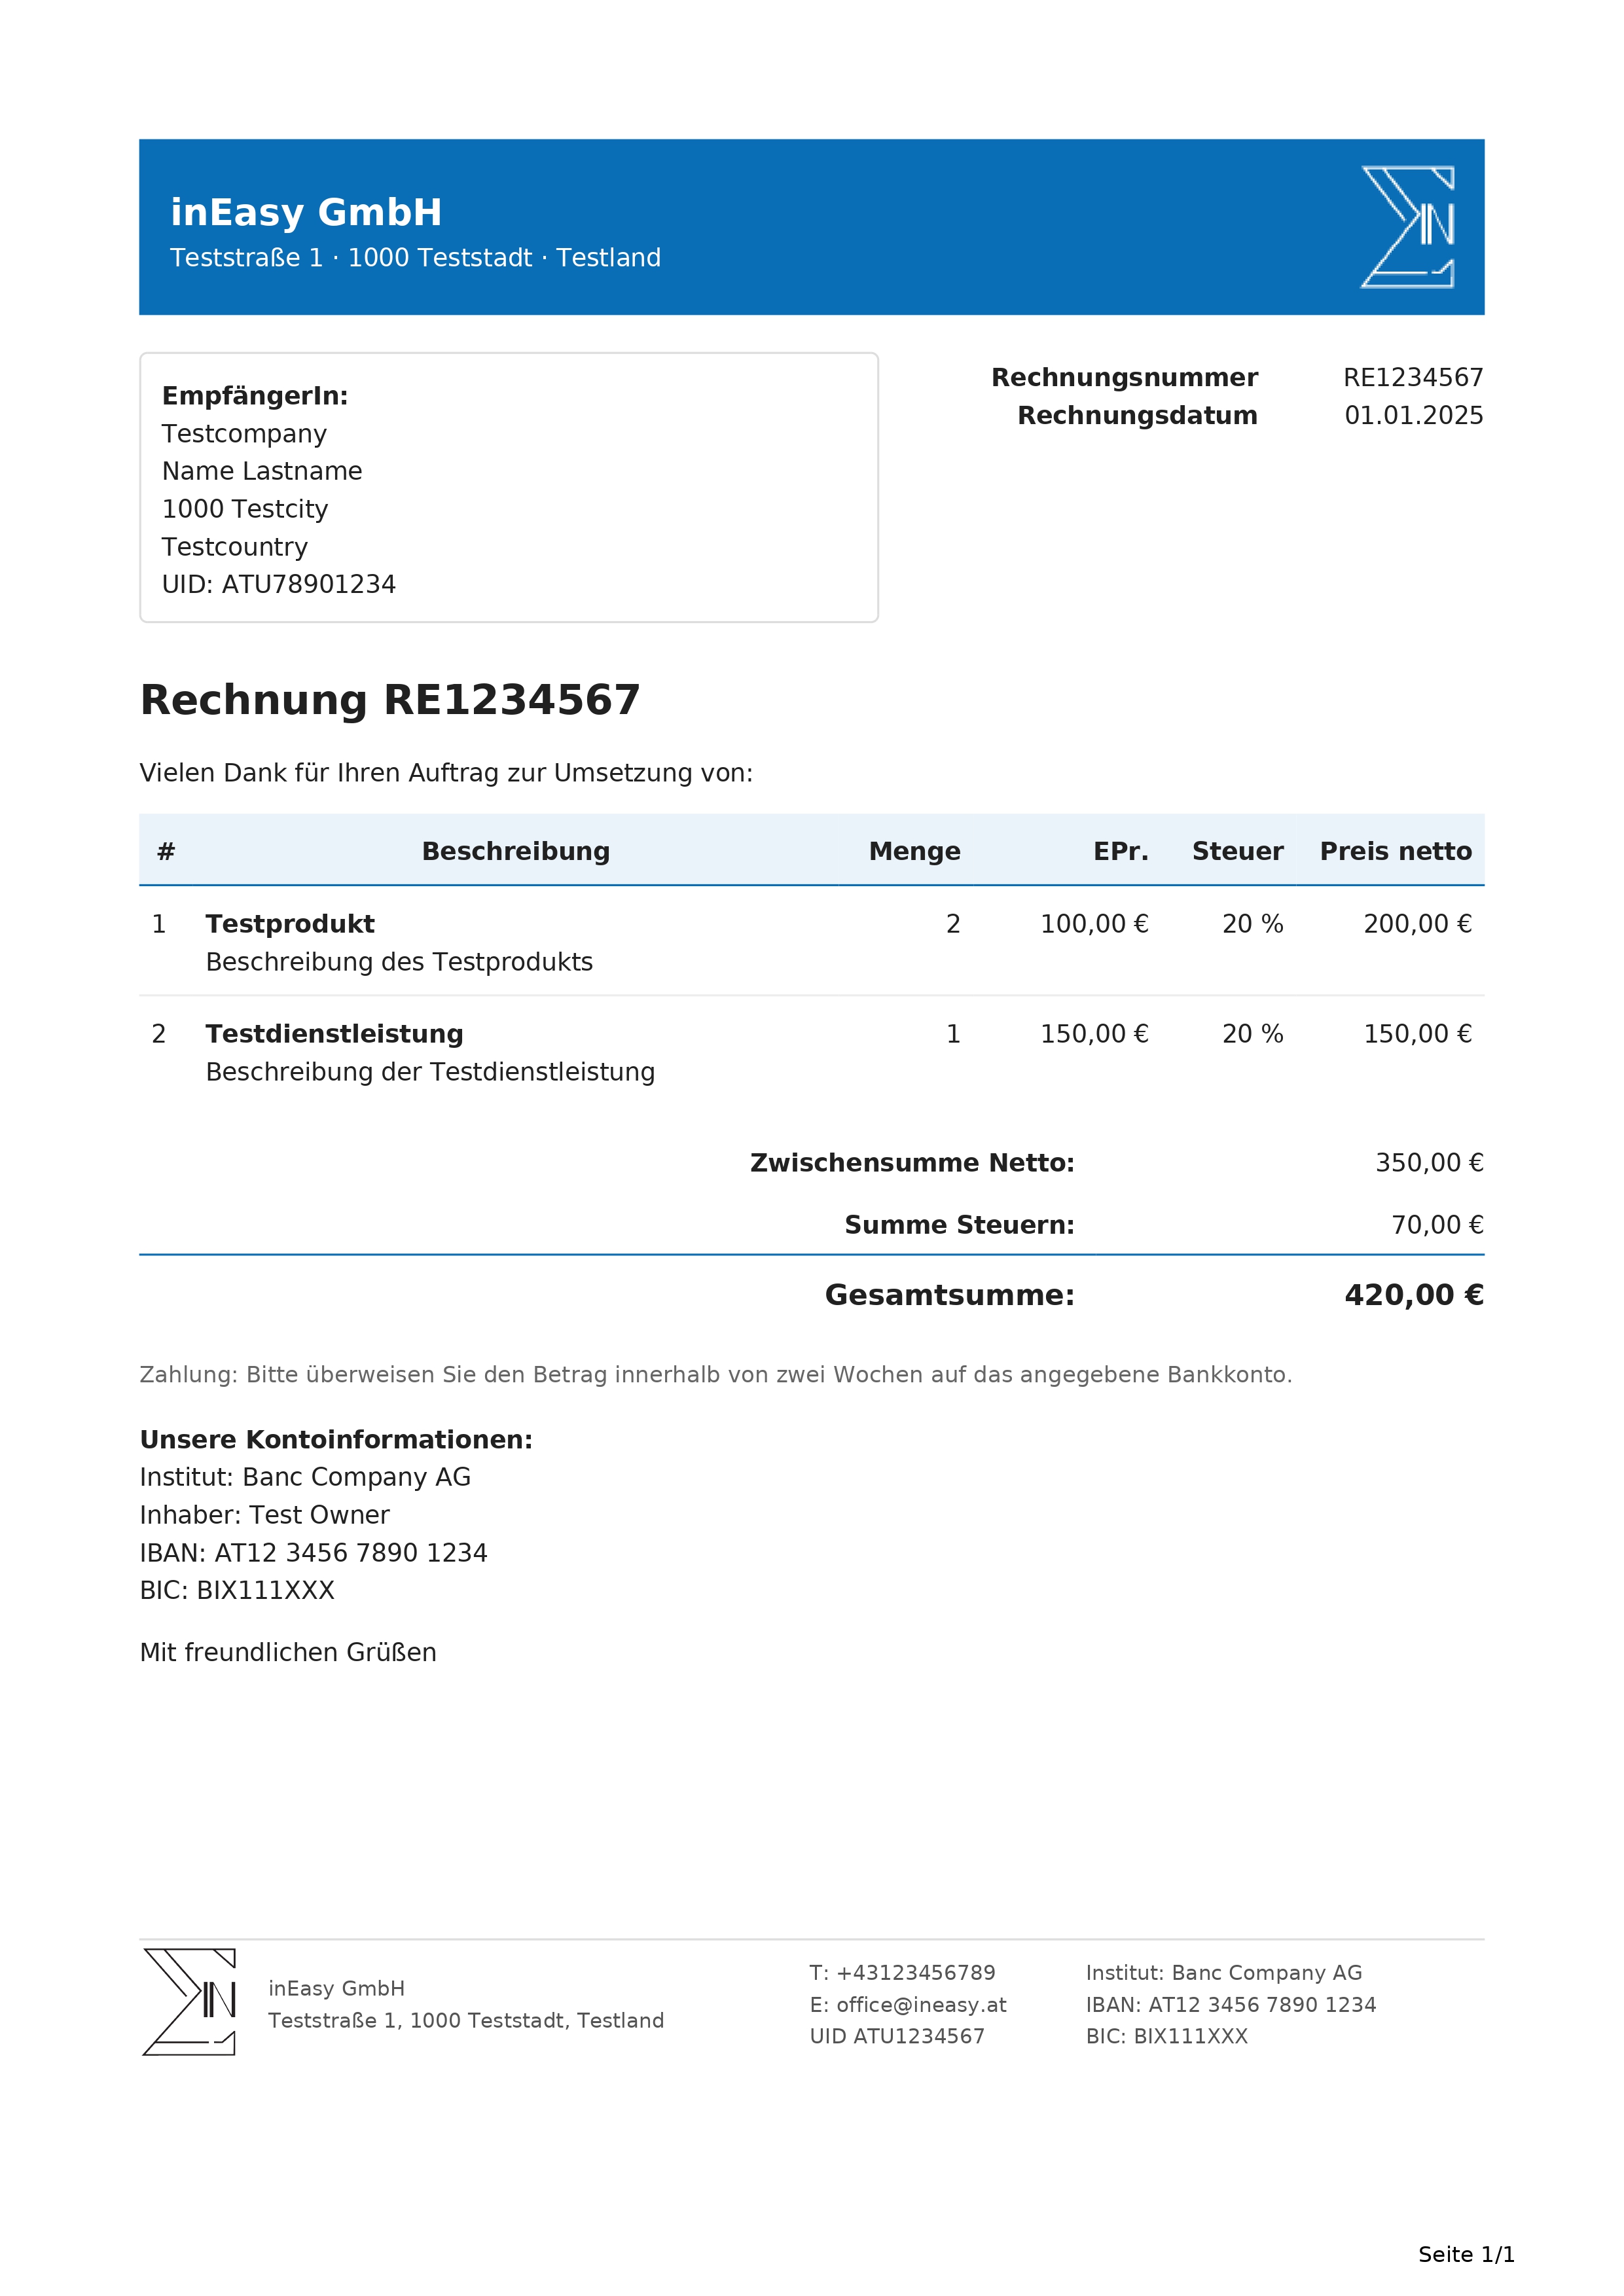 inEasy GmbH
Teststraße 1 · 1000 Teststadt · Testland
IN
EmpfängerIn:
Testcompany
Name Lastname
1000 Testcity
Testcountry
UID: ATU78901234
Rechnungsnummer RE1234567
Rechnungsdatum 01.01.2025
Rechnung RE1234567
Vielen Dank für Ihren Auftrag zur Umsetzung von:
# Beschreibung Menge EPr. Steuer Preis netto
1 Testprodukt 2 100,00 € 20 % 200,00 €
Beschreibung des Testprodukts
2 Testdienstleistung 1 150,00 € 20 % 150,00 €
Beschreibung der Testdienstleistung
Zwischensumme Netto: 350,00 €
Summe Steuern: 70,00 €
Gesamtsumme: 420,00 €
Zahlung: Bitte überweisen Sie den Betrag innerhalb von zwei Wochen auf das angegebene Bankkonto.
Unsere Kontoinformationen:
Institut: Banc Company AG
Inhaber: Test Owner
IBAN: AT12 3456 7890 1234
BIC: BIX111XXX
Mit freundlichen Grüßen
IN
inEasy GmbH
Teststraße 1, 1000 Teststadt, Testland
T: +43123456789
E: office@ineasy.at
UID ATU1234567
Institut: Banc Company AG
IBAN: AT12 3456 7890 1234
BIC: BIX111XXX
Seite 1/1